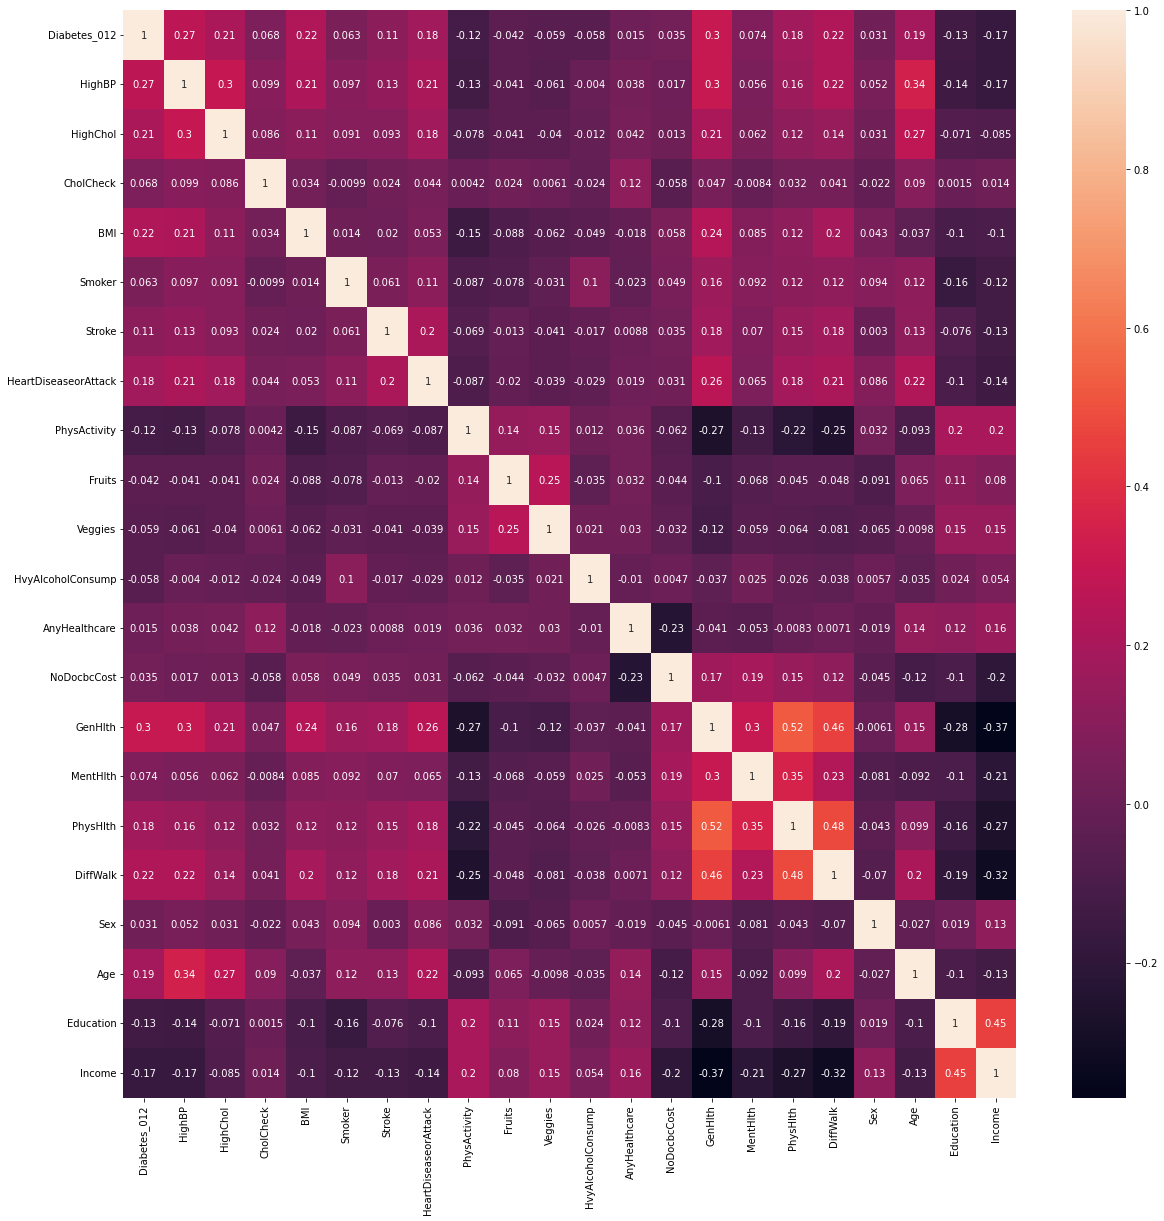 Diabetes_012 1 0.27 0.21 0.068 0.22 0.063 0.11 0.18 -0.12 -0.042 -0.059 -0.058 0.015 0.035 0.3 0.074 0.18 0.22 0.031 0.19 -0.13 -0.17 1.0
HighBP 0.27 1 0.3 0.099 0.21 0.097 0.13 0.21 -0.13 -0.041 -0.061 -0.004 0.038 0.017 0.3 0.056 0.16 0.22 0.052 0.34 -0.14 -0.17
HighChol 0.21 0.3 1 0.086 0.11 0.091 0.093 0.18 -0.078 -0.041 -0.04 -0.012 0.042 0.013 0.21 0.062 0.12 0.14 0.031 0.27 -0.071 -0.085
0.8
CholCheck 0.068 0.099 0.086 1 0.034 -0.0099 0.024 0.044 0.0042 0.024 0.0061 -0.024 0.12 -0.058 0.047 -0.0084 0.032 0.041 -0.022 0.09 0.0015 0.014
BMI 0.22 0.21 0.11 0.034 1 0.014 0.02 0.053 -0.15 -0.088 -0.062 -0.049 -0.018 0.058 0.24 0.085 0.12 0.2 0.043 -0.037 -0.1 -0.1
Smoker 0.063 0.097 0.091 -0.0099 0.014 1 0.061 0.11 -0.087 -0.078 -0.031 0.1 -0.023 0.049 0.16 0.092 0.12 0.12 0.094 0.12 -0.16 -0.12
Stroke 0.11 0.13 0.093 0.024 0.02 0.061 1 0.2 -0.069 -0.013 -0.041 -0.017 0.0088 0.035 0.18 0.07 0.15 0.18 0.003 0.13 -0.076 -0.13
0.6
HeartDiseaseorAttack 0.18 0.21 0.18 0.044 0.053 0.11 0.2 1 -0.087 -0.02 -0.039 -0.029 0.019 0.031 0.26 0.065 0.18 0.21 0.086 0.22 -0.1 -0.14
PhysActivity -0.12 -0.13 -0.078 0.0042 -0.15 -0.087 -0.069 -0.087 1 0.14 0.15 0.012 0.036 -0.062 -0.27 -0.13 -0.22 -0.25 0.032 -0.093 0.2 0.2
Fruits -0.042 -0.041 -0.041 0.024 -0.088 -0.078 -0.013 -0.02 0.14 1 0.25 -0.035 0.032 -0.044 -0.1 -0.068 -0.045 -0.048 -0.091 0.065 0.11 0.08
0.4
Veggies -0.059 -0.061 -0.04 0.0061 -0.062 -0.031 -0.041 -0.039 0.15 0.25 1 0.021 0.03 -0.032 -0.12 -0.059 -0.064 -0.081 -0.065 -0.0098 0.15 0.15
HvyAlcoholConsump -0.058 -0.004 -0.012 -0.024 -0.049 0.1 -0.017 -0.029 0.012 -0.035 0.021 1 -0.01 0.0047 -0.037 0.025 -0.026 -0.038 0.0057 -0.035 0.024 0.054
AnyHealthcare 0.015 0.038 0.042 0.12 -0.018 -0.023 0.0088 0.019 0.036 0.032 0.03 -0.01 1 -0.23 -0.041 -0.053 -0.0083 0.0071 -0.019 0.14 0.12 0.16
0.2
NoDocbcCost 0.035 0.017 0.013 -0.058 0.058 0.049 0.035 0.031 -0.062 -0.044 -0.032 0.0047 -0.23 1 0.17 0.19 0.15 0.12 -0.045 -0.12 -0.1 -0.2
GenHlth 0.3 0.3 0.21 0.047 0.24 0.16 0.18 0.26 -0.27 -0.1 -0.12 -0.037 -0.041 0.17 1 0.3 0.52 0.46 -0.0061 0.15 -0.28 -0.37
MentHlth 0.074 0.056 0.062 -0.0084 0.085 0.092 0.07 0.065 -0.13 -0.068 -0.059 0.025 -0.053 0.19 0.3 1 0.35 0.23 -0.081 -0.092 -0.1 -0.21
0.0
PhysHlth 0.18 0.16 0.12 0.032 0.12 0.12 0.15 0.18 -0.22 -0.045 -0.064 -0.026 -0.0083 0.15 0.52 0.35 1 0.48 -0.043 0.099 -0.16 -0.27
DiffWalk 0.22 0.22 0.14 0.041 0.2 0.12 0.18 0.21 -0.25 -0.048 -0.081 -0.038 0.0071 0.12 0.46 0.23 0.48 1 -0.07 0.2 -0.19 -0.32
Sex 0.031 0.052 0.031 -0.022 0.043 0.094 0.003 0.086 0.032 -0.091 -0.065 0.0057 -0.019 -0.045 -0.0061 -0.081 -0.043 -0.07 1 -0.027 0.019 0.13
Age 0.19 0.34 0.27 0.09 -0.037 0.12 0.13 0.22 -0.093 0.065 -0.0098 -0.035 0.14 -0.12 0.15 -0.092 0.099 0.2 -0.027 1 -0.1 -0.13
−0.2
Education -0.13 -0.14 -0.071 0.0015 -0.1 -0.16 -0.076 -0.1 0.2 0.11 0.15 0.024 0.12 -0.1 -0.28 -0.1 -0.16 -0.19 0.019 -0.1 1 0.45
Income -0.17 -0.17 -0.085 0.014 -0.1 -0.12 -0.13 -0.14 0.2 0.08 0.15 0.054 0.16 -0.2 -0.37 -0.21 -0.27 -0.32 0.13 -0.13 0.45 1
Diabetes_012 HighBP HighChol CholCheck BMI Smoker Stroke HeartDiseaseorAttack PhysActivity Fruits Veggies HvyAlcoholConsump AnyHealthcare NoDocbcCost GenHlth MentHlth PhysHlth DiffWalk Sex Age Education Income